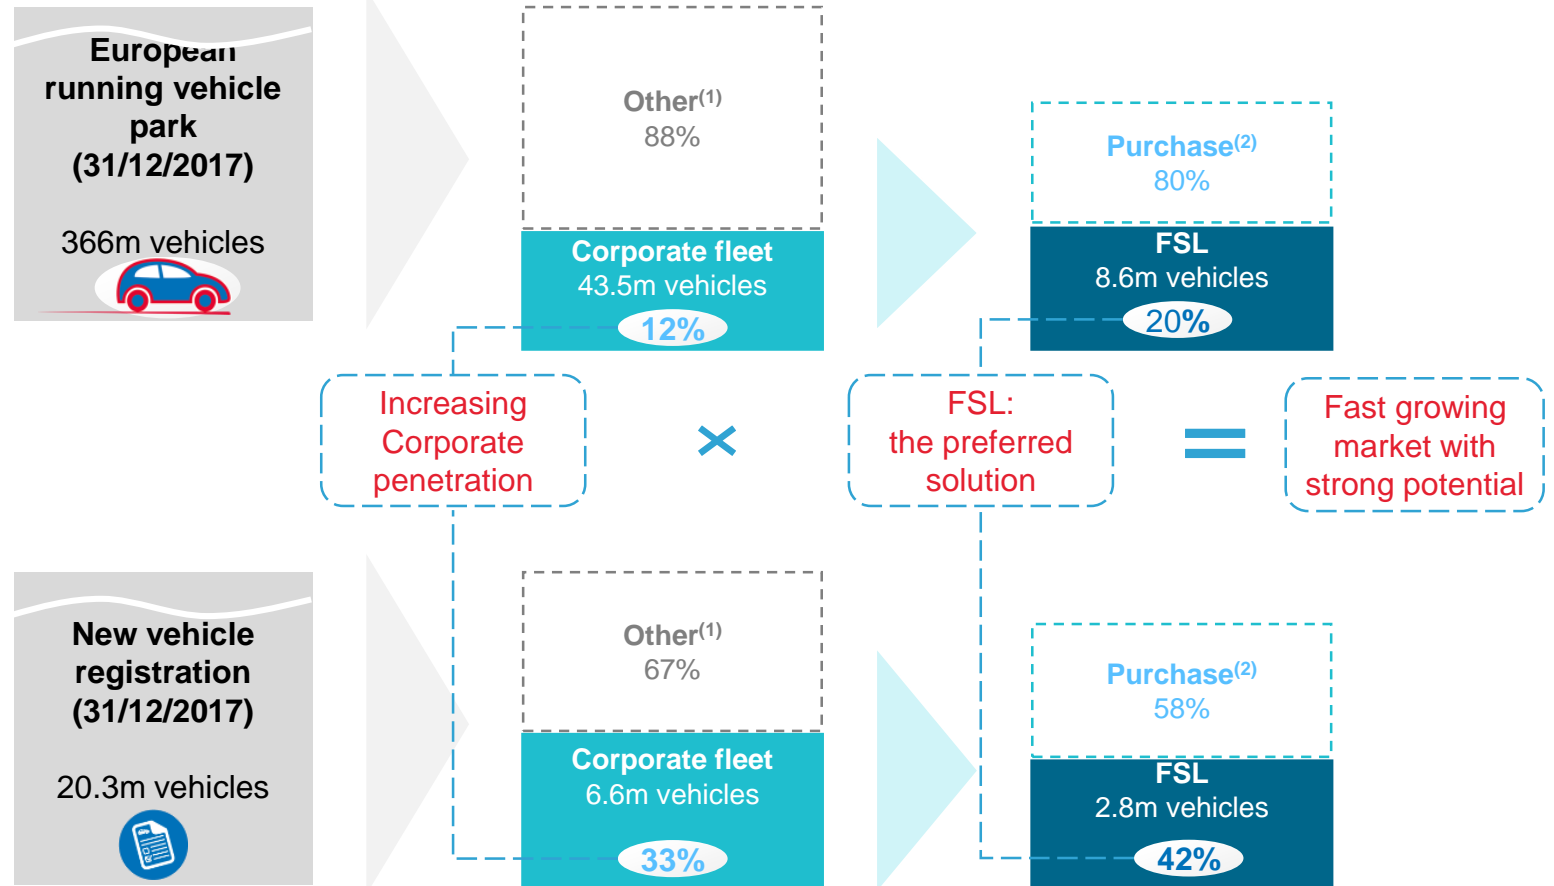 European
running vehicle
park
(31/12/2017)
366m vehicles
Other(1)
88%
Corporate fleet
43.5m vehicles
12%
Purchase(2)
80%
FSL
8.6m vehicles
20%
Increasing
Corporate
penetration
×
FSL:
the preferred
solution
=
Fast growing
market with
strong potential
New vehicle
registration
(31/12/2017)
20.3m vehicles
Other(1)
67%
Corporate fleet
6.6m vehicles
33%
Purchase(2)
58%
FSL
2.8m vehicles
42%